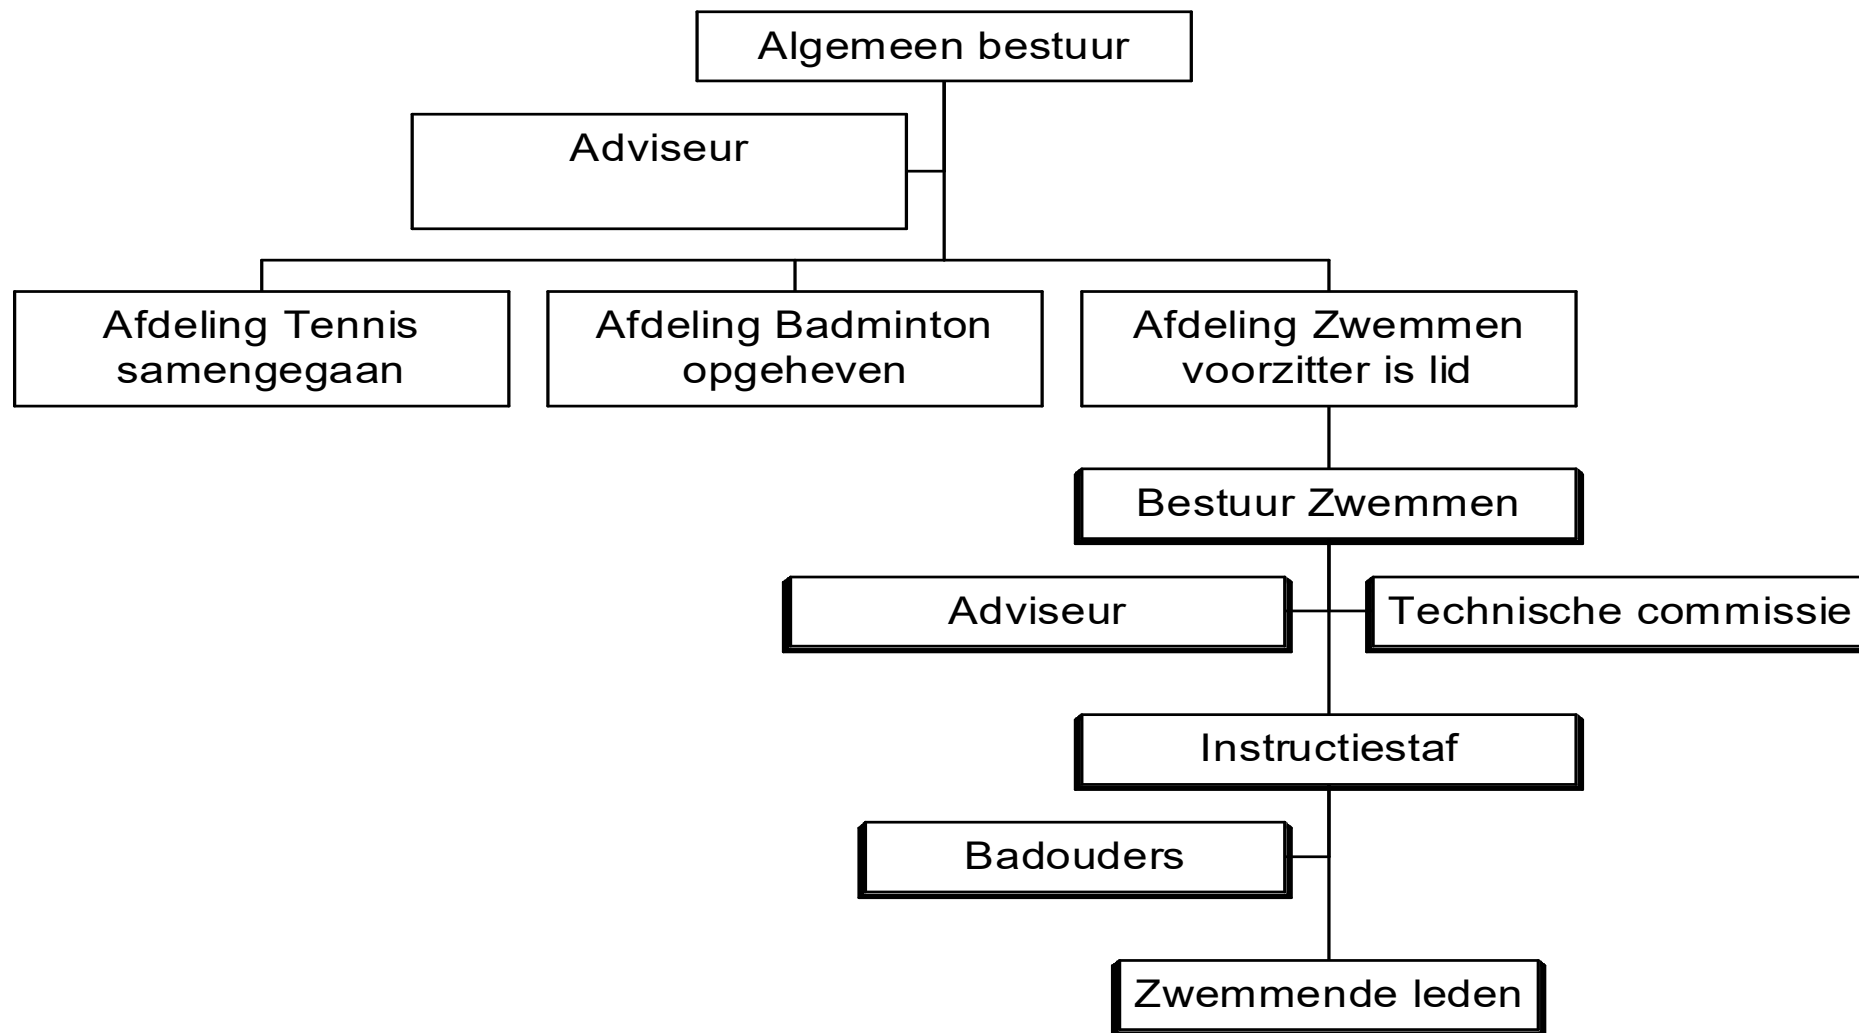 Algemeen bestuur
Adviseur
Afdeling Tennis
samengegaan
Afdeling Badminton
opgeheven
Afdeling Zwemmen
voorzitter is lid
Bestuur Zwemmen
Adviseur
Technische commissie
Instructiestaf
Badouders
Zwemmende leden